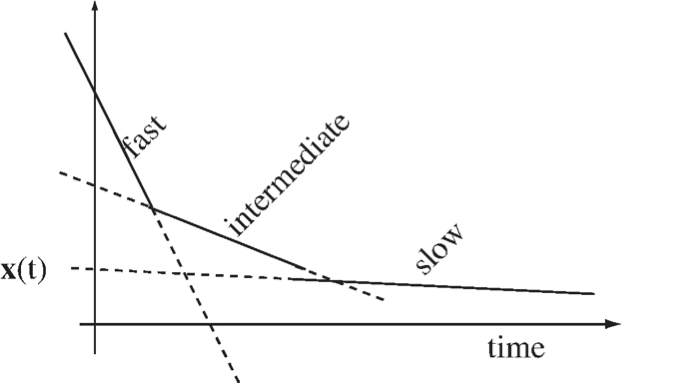 fast
intermediate
slow
x(t)
time